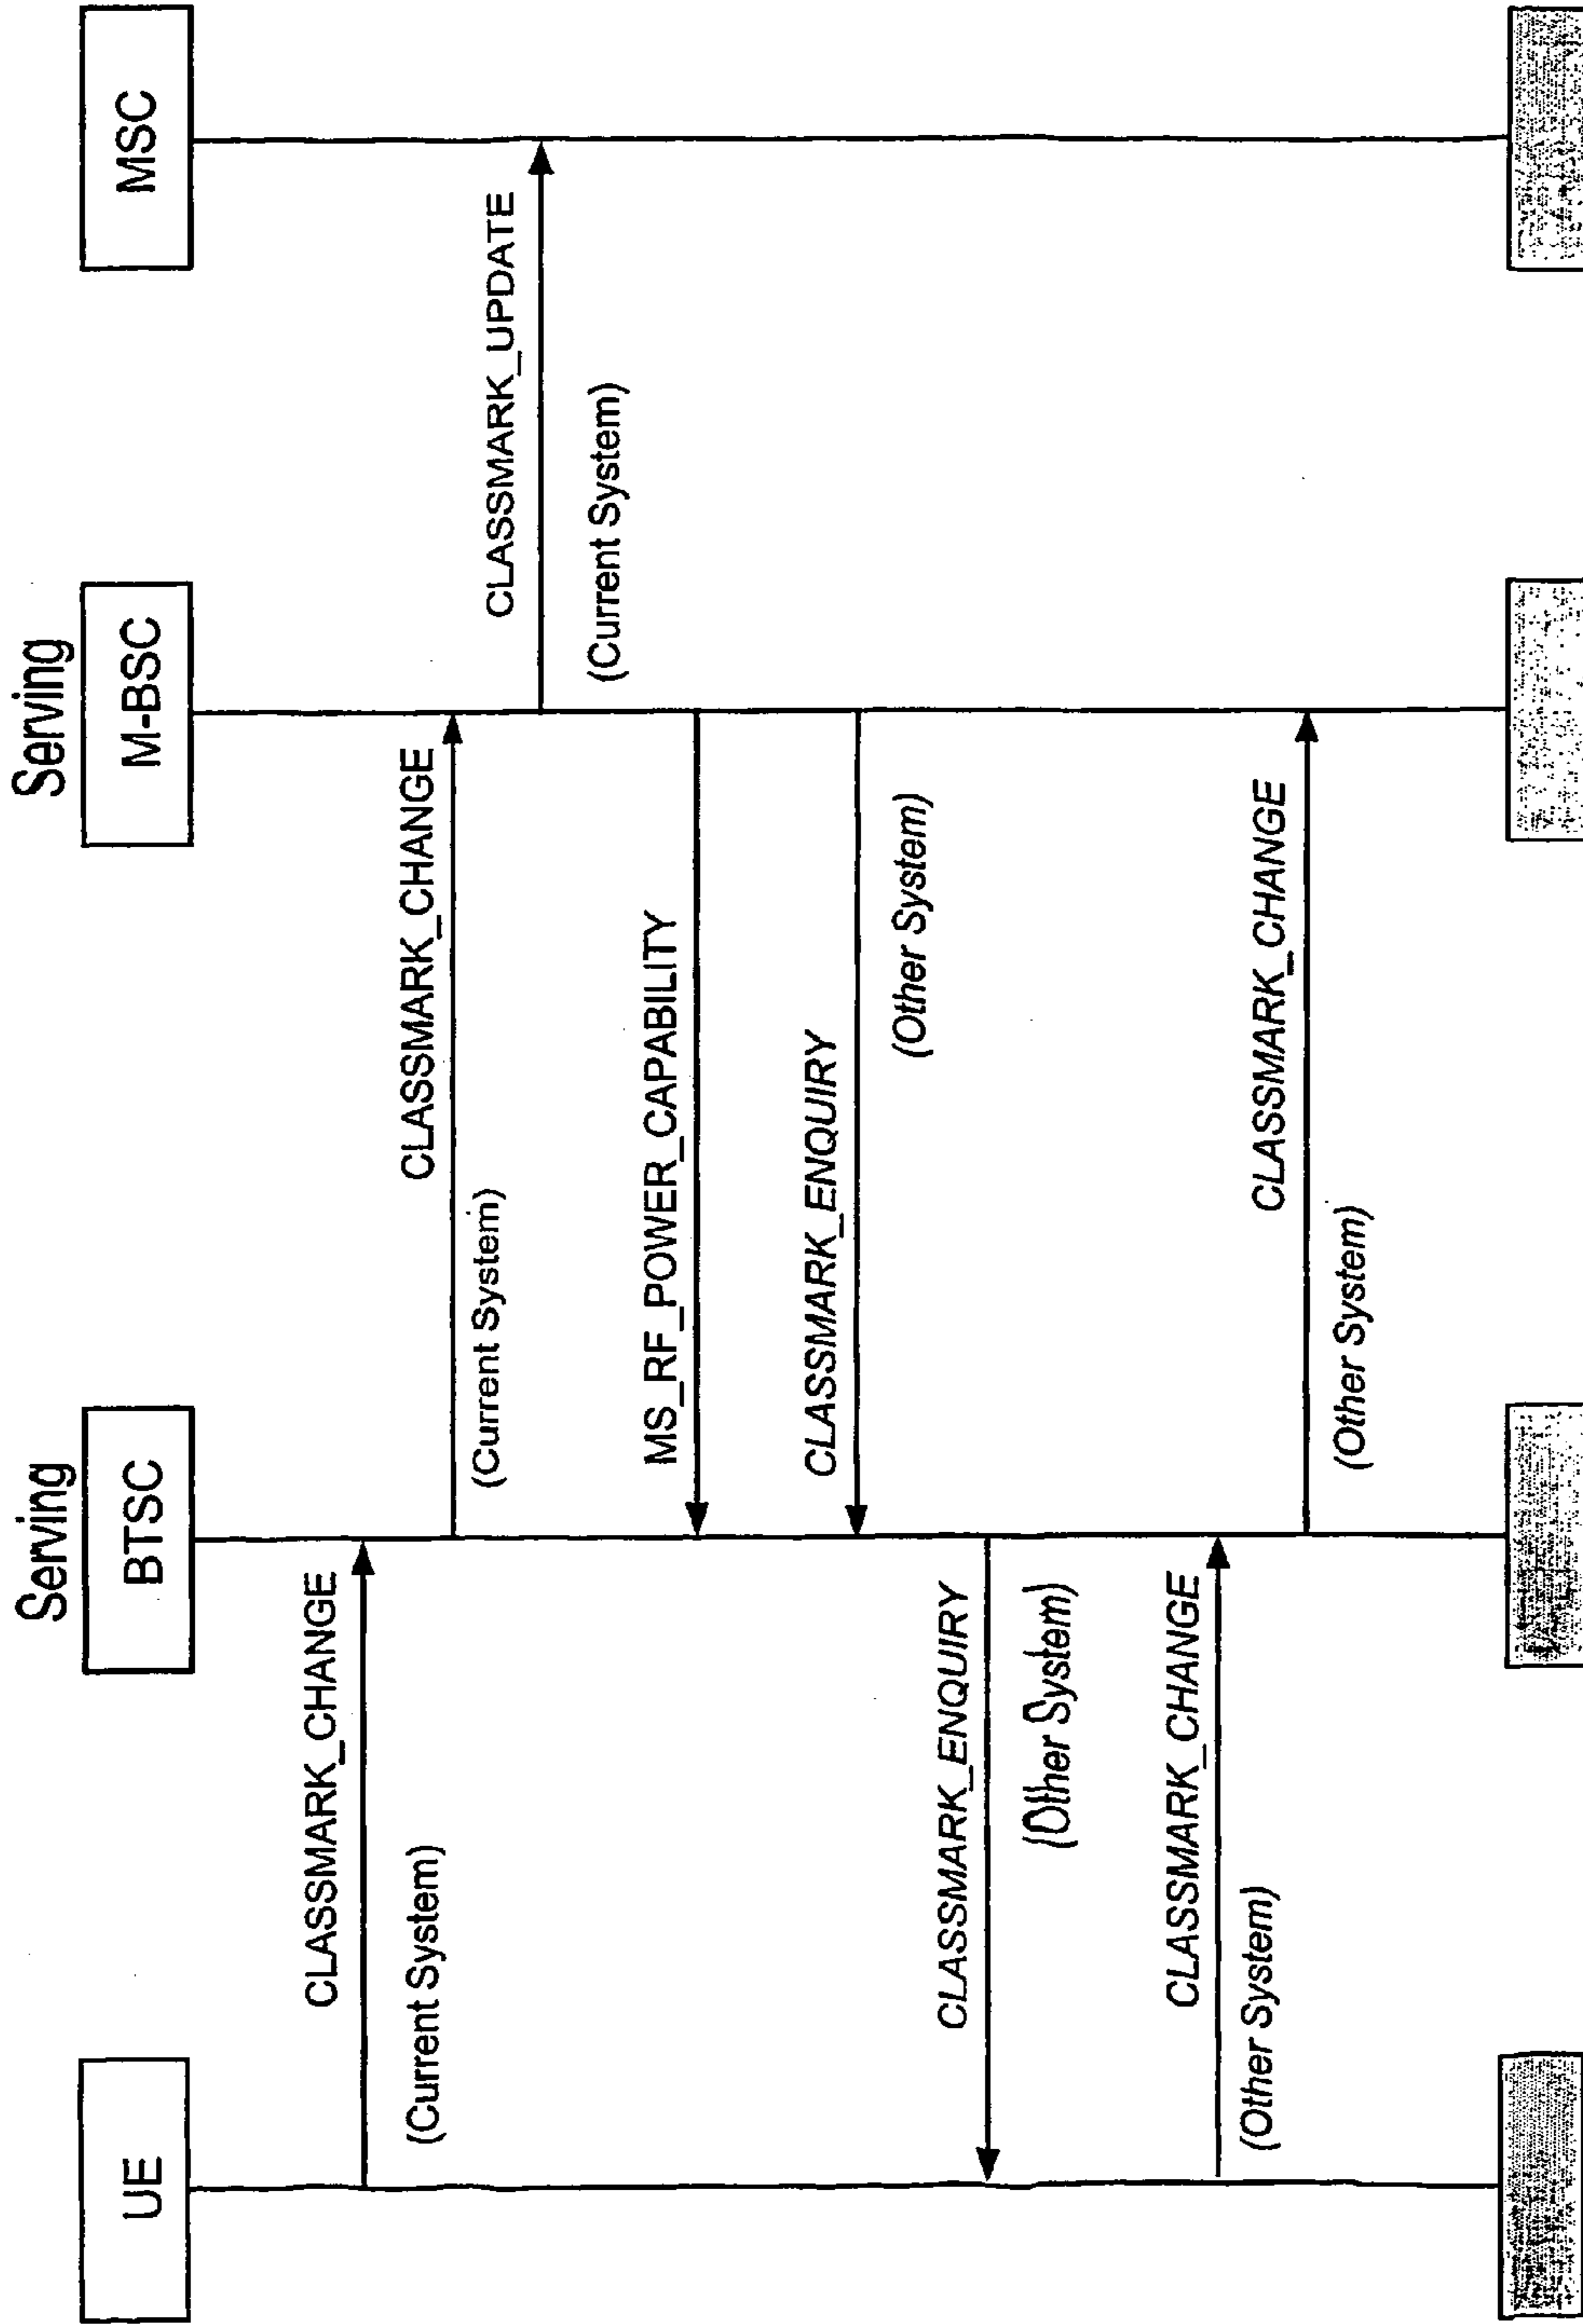 Serving
Serving
UE
BTSC
M-BSC
MSC
CLASSMARK_CHANGE
(Current System)
CLASSMARK_CHANGE
(Current System)
CLASSMARK_UPDATE
(Current System)
MS_RF_POWER_CAPABILITY
CLASSMARK_ENQUIRY
(Other System)
CLASSMARK_ENQUIRY
(Other System)
CLASSMARK_CHANGE
(Other System)
CLASSMARK_CHANGE
(Other System)